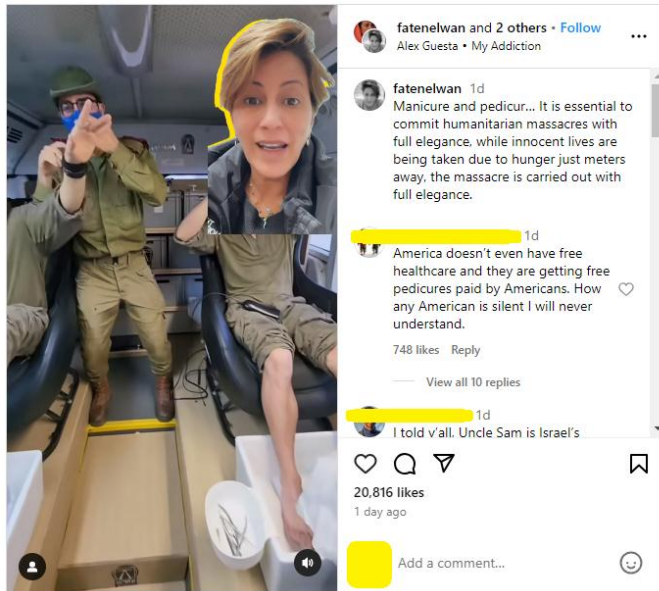 fatenelwan and 2 others • Follow
Alex Guesta • My Addiction
fatenelwan 1d
Manicure and pedicur... It is essential to
commit humanitarian massacres with
full elegance, while innocent lives are
being taken due to hunger just meters
away, the massacre is carried out with
full elegance.
1d
America doesn't even have free
healthcare and they are getting free
pedicures paid by Americans. How
any American is silent I will never
understand.
748 likes Reply
View all 10 replies
1d
I told y'all. Uncle Sam is Israel's
20,816 likes
1 day ago
Add a comment...